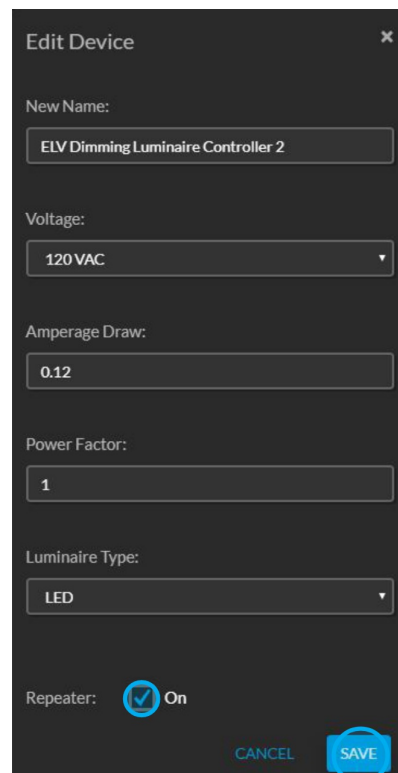 Edit Device ×
New Name:
ELV Dimming Luminaire Controller 2
Voltage:
120 VAC
Amperage Draw:
0.12
Power Factor:
1
Luminaire Type:
LED
Repeater: On
CANCEL SAVE